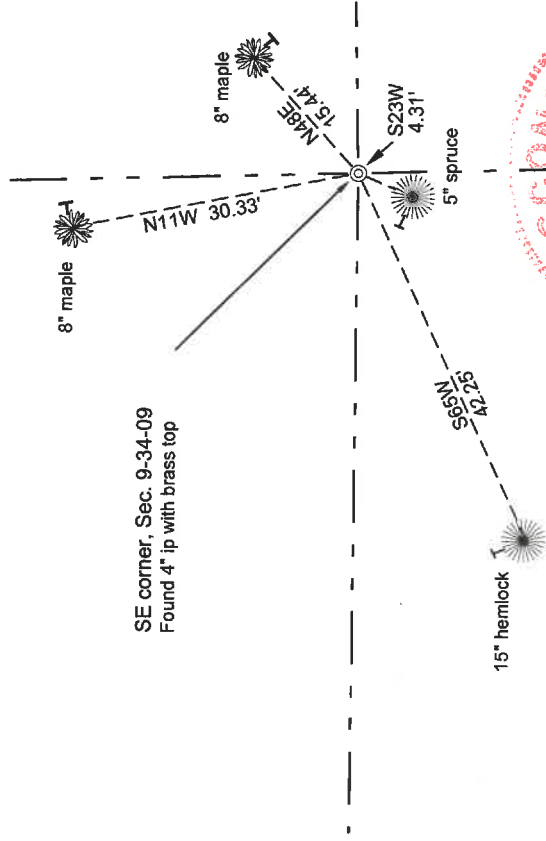 8" maple
8" maple
N48E
15.44'
N11W 30.33'
S23W
4.31'
5" spruce
SE corner, Sec. 9-34-09
Found 4" ip with brass top
S65W
42.25'
15" hemlock